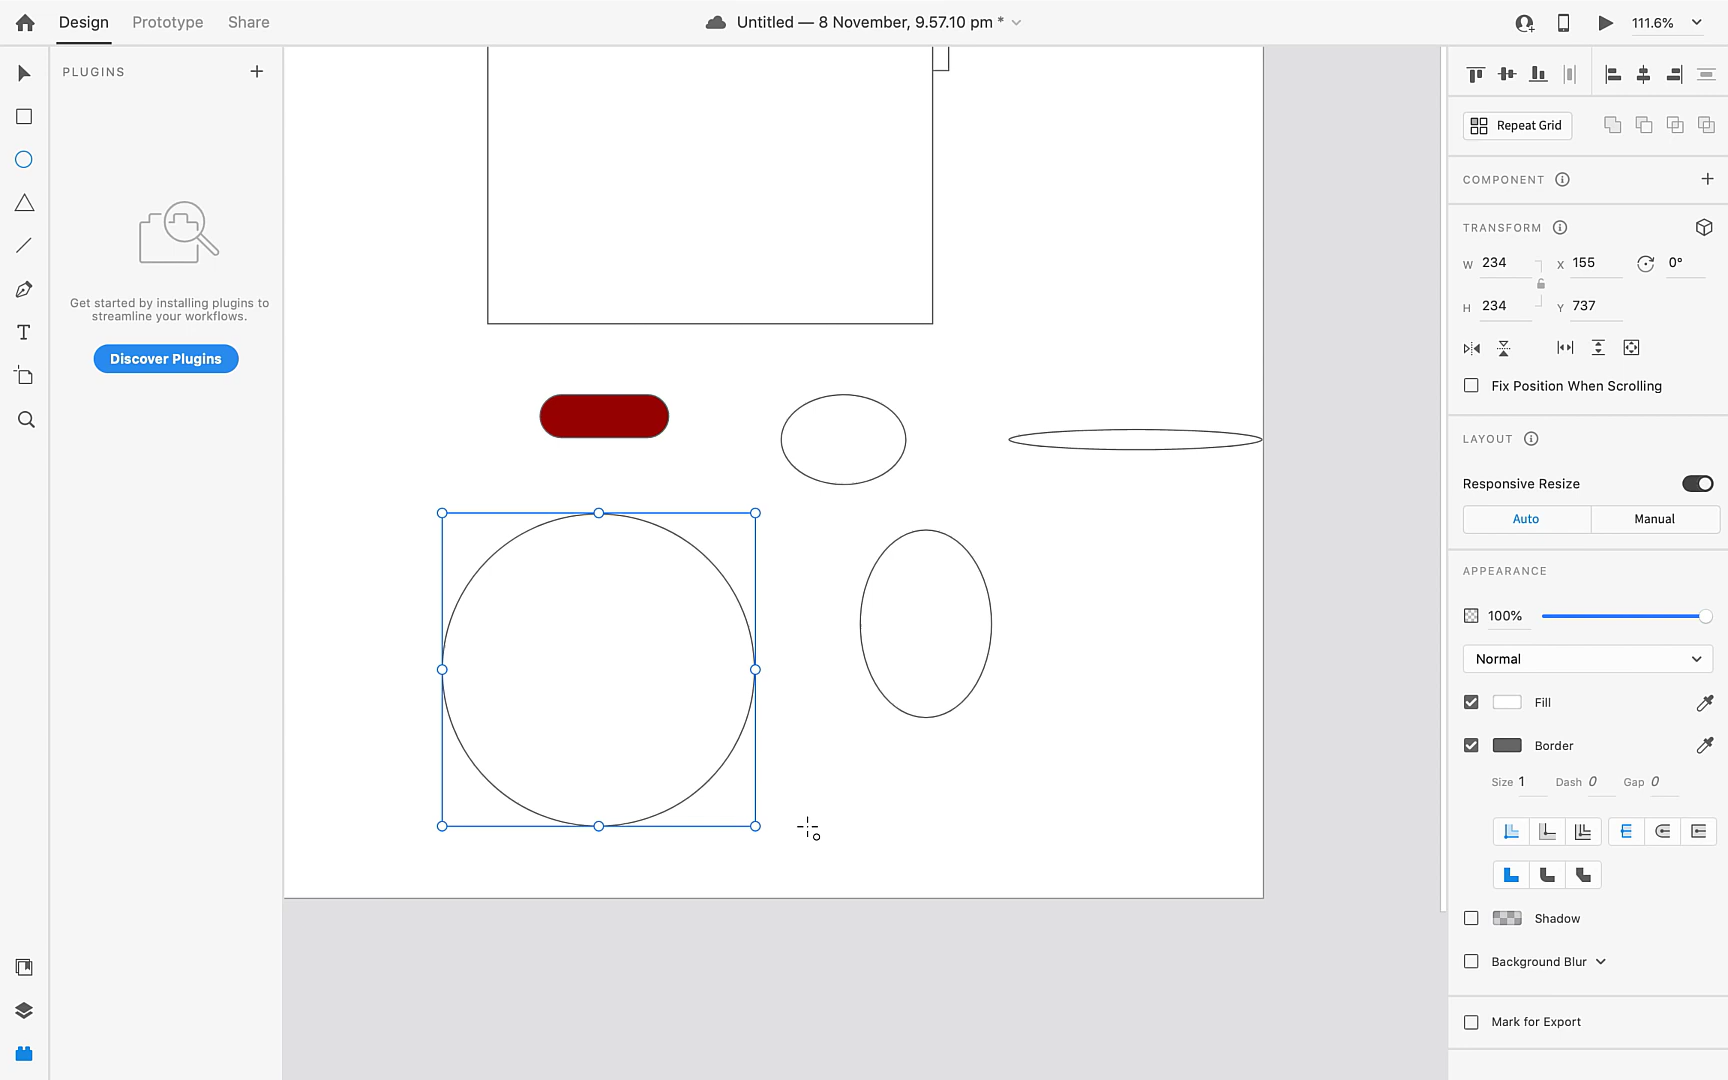 Design Prototype Share
Untitled — 8 November, 9.57.10 pm *
111.6%
PLUGINS
Get started by installing plugins to
streamline your workflows.
Discover Plugins
T
Repeat Grid
COMPONENT
TRANSFORM
W 234 X 155 0°
H 234 Y 737
Fix Position When Scrolling
LAYOUT
Responsive Resize
Auto Manual
APPEARANCE
100%
Normal
Fill
Border
Size 1 Dash 0 Gap 0
Shadow
Background Blur
Mark for Export